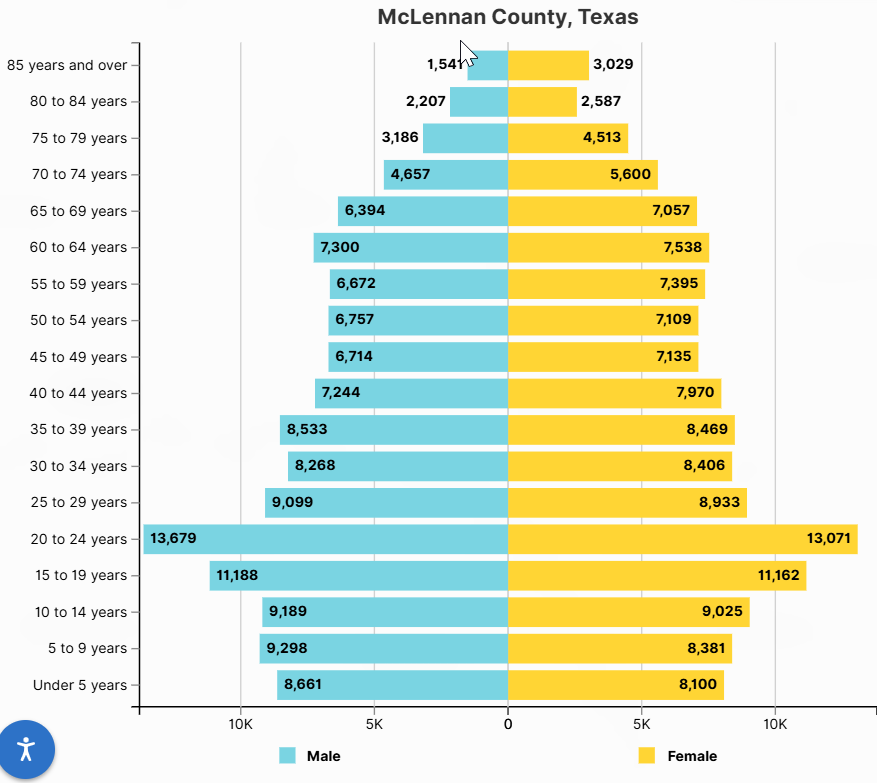 McLennan County, Texas
85 years and over 1,541 3,029
80 to 84 years 2,207 2,587
75 to 79 years 3,186 4,513
70 to 74 years 4,657 5,600
65 to 69 years 6,394 7,057
60 to 64 years 7,300 7,538
55 to 59 years 6,672 7,395
50 to 54 years 6,757 7,109
45 to 49 years 6,714 7,135
40 to 44 years 7,244 7,970
35 to 39 years 8,533 8,469
30 to 34 years 8,268 8,406
25 to 29 years 9,099 8,933
20 to 24 years 13,679 13,071
15 to 19 years 11,188 11,162
10 to 14 years 9,189 9,025
5 to 9 years 9,298 8,381
Under 5 years 8,661 8,100
10K 5K 0 5K 10K
Male Female